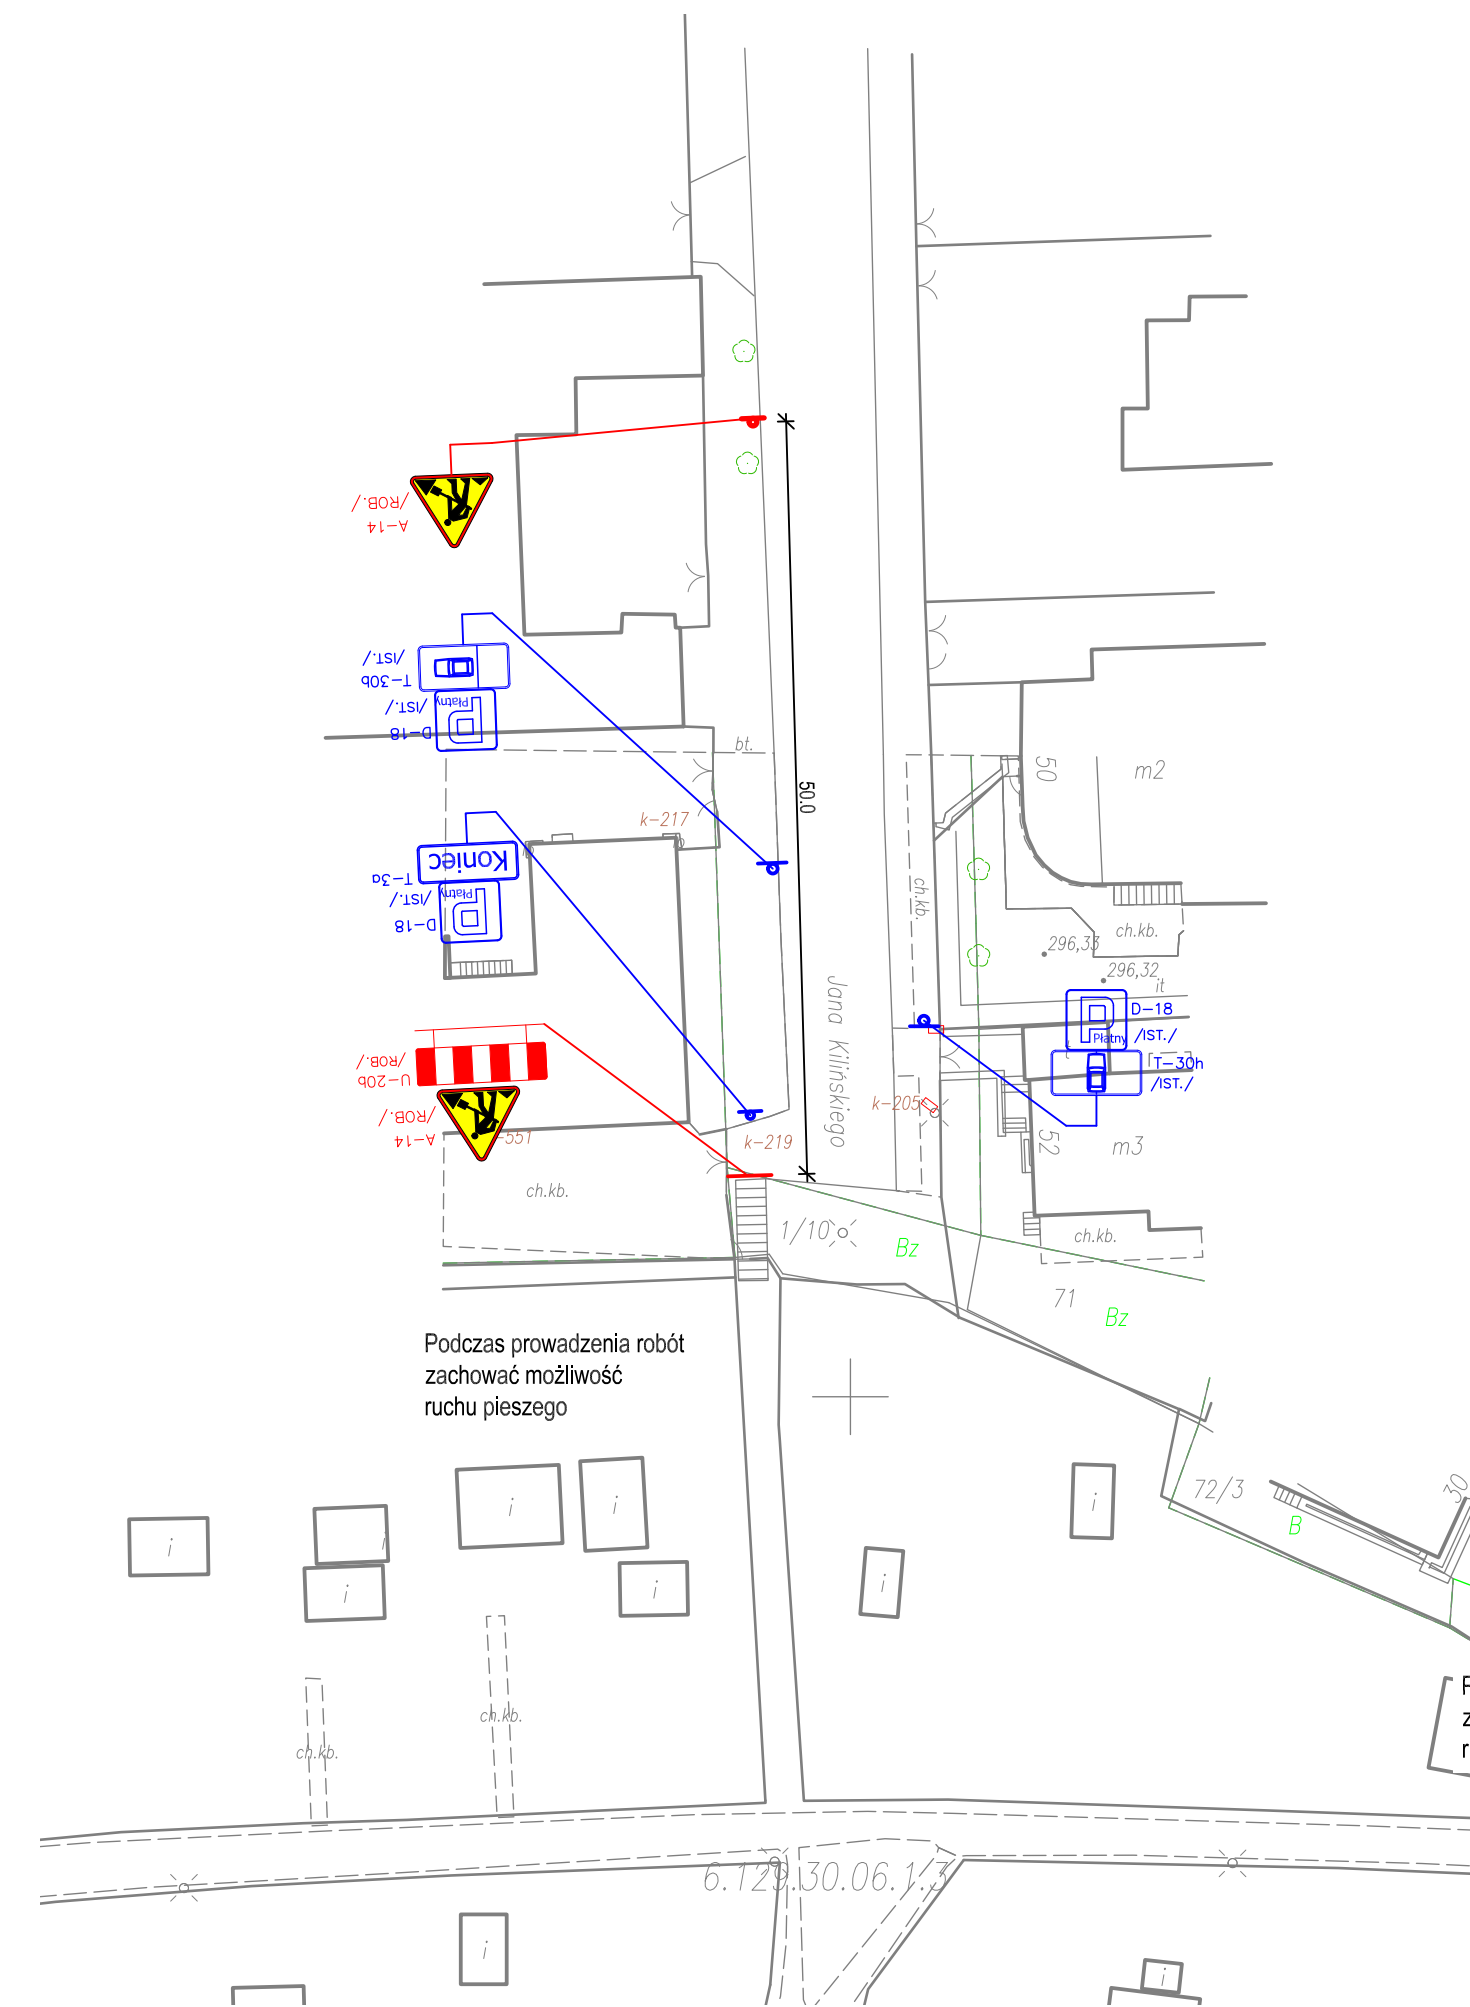 /ROB./
A-14
/IST./
T-30b
Płatny
/IST./
D-18
bt.
50
m2
50.0
k-217
Koniec
T-3a
Płatny
/IST./
D-18
ch.kb.
ch.kb.
296,33
296,32
it
Jana Kilińskiego
D-18
Płatny
/IST./
T-30h
/IST./
/ROB./
U-20b
/ROB./
A-14
-551
k-205
k-219
52
m3
ch.kb.
1/10
Bz
ch.kb.
71
Bz
Podczas prowadzenia robót
zachować możliwość
ruchu pieszego
72/3
30
B
i
i
i
i
i
i
i
i
i
ch.kb.
ch.kb.
z
r
6.129.30.06.1.3
i
i